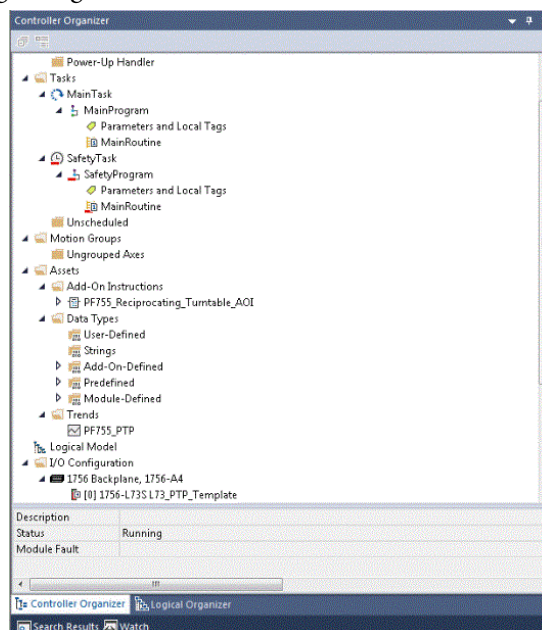 Controller Organizer
Power-Up Handler
Tasks
MainTask
MainProgram
Parameters and Local Tags
MainRoutine
SafetyTask
SafetyProgram
Parameters and Local Tags
MainRoutine
Unscheduled
Motion Groups
Ungrouped Axes
Assets
Add-On Instructions
PF755_Reciprocating_Turntable_AOI
Data Types
User-Defined
Strings
Add-On-Defined
Predefined
Module-Defined
Trends
PF755_PTP
Logical Model
I/O Configuration
1756 Backplane, 1756-A4
[0] 1756-L73S L73_PTP_Template
Description
Status Running
Module Fault
Controller Organizer Logical Organizer
Search Results Watch